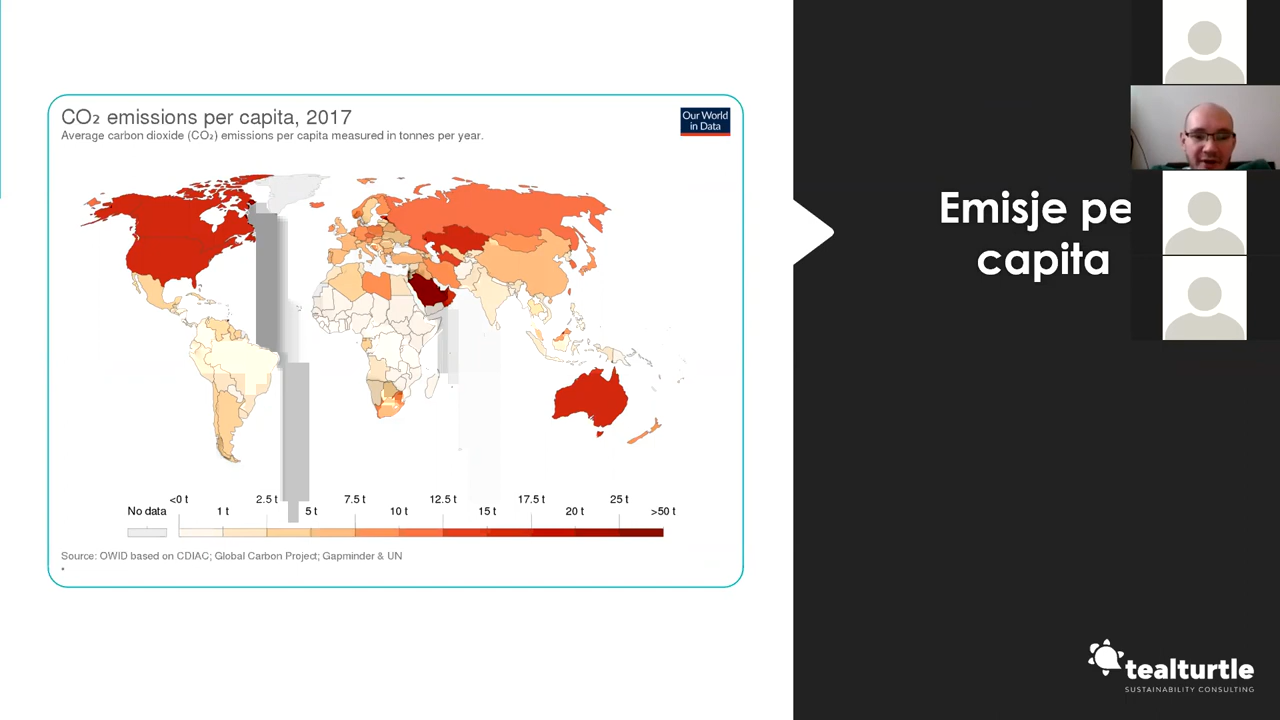 CO₂ emissions per capita, 2017
Average carbon dioxide (CO₂) emissions per capita measured in tonnes per year.
Our World
in Data
No data
<0 t
1 t
2.5 t
5 t
7.5 t
10 t
12.5 t
15 t
17.5 t
20 t
25 t
>50 t
Source: OWID based on CDIAC; Global Carbon Project; Gapminder & UN
Emisje pe
capita
tealturtle
SUSTAINABILITY CONSULTING